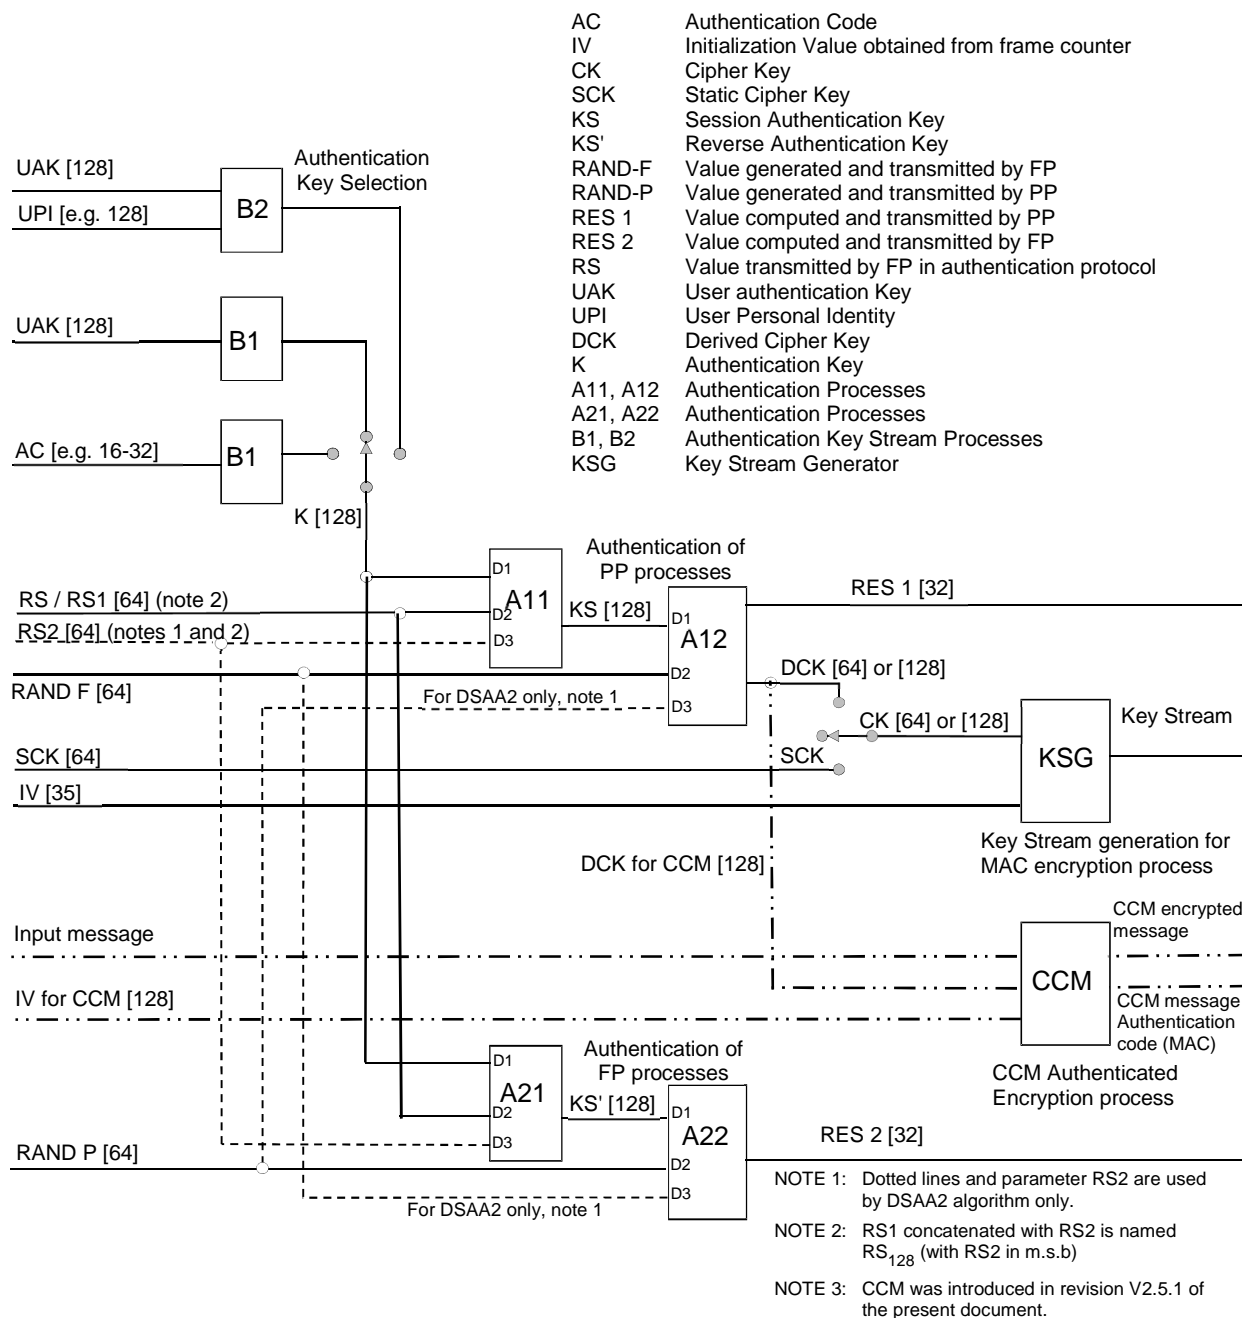 AC Authentication Code
IV Initialization Value obtained from frame counter
CK Cipher Key
SCK Static Cipher Key
KS Session Authentication Key
KS' Reverse Authentication Key
RAND-F Value generated and transmitted by FP
RAND-P Value generated and transmitted by PP
RES 1 Value computed and transmitted by PP
RES 2 Value computed and transmitted by FP
RS Value transmitted by FP in authentication protocol
UAK User authentication Key
UPI User Personal Identity
DCK Derived Cipher Key
K Authentication Key
A11, A12 Authentication Processes
A21, A22 Authentication Processes
B1, B2 Authentication Key Stream Processes
KSG Key Stream Generator
Authentication
Key Selection
UAK [128]
UPI [e.g. 128]
B2
UAK [128]
B1
AC [e.g. 16-32]
B1
K [128]
Authentication of
PP processes
RS / RS1 [64] (note 2)
RS2 [64] (notes 1 and 2)
D1
D2
D3
A11
KS [128]
D1
D2
D3
A12
RES 1 [32]
RAND F [64]
For DSAA2 only, note 1
DCK [64] or [128]
CK [64] or [128]
SCK [64]
SCK
KSG
Key Stream
IV [35]
Key Stream generation for
MAC encryption process
DCK for CCM [128]
Input message
CCM encrypted
message
IV for CCM [128]
CCM
CCM message
Authentication
code (MAC)
CCM Authenticated
Encryption process
Authentication of
FP processes
D1
D2
D3
A21
KS' [128]
D1
D2
D3
A22
RES 2 [32]
RAND P [64]
For DSAA2 only, note 1
NOTE 1: Dotted lines and parameter RS2 are used
by DSAA2 algorithm only.
NOTE 2: RS1 concatenated with RS2 is named
RS128 (with RS2 in m.s.b)
NOTE 3: CCM was introduced in revision V2.5.1 of
the present document.